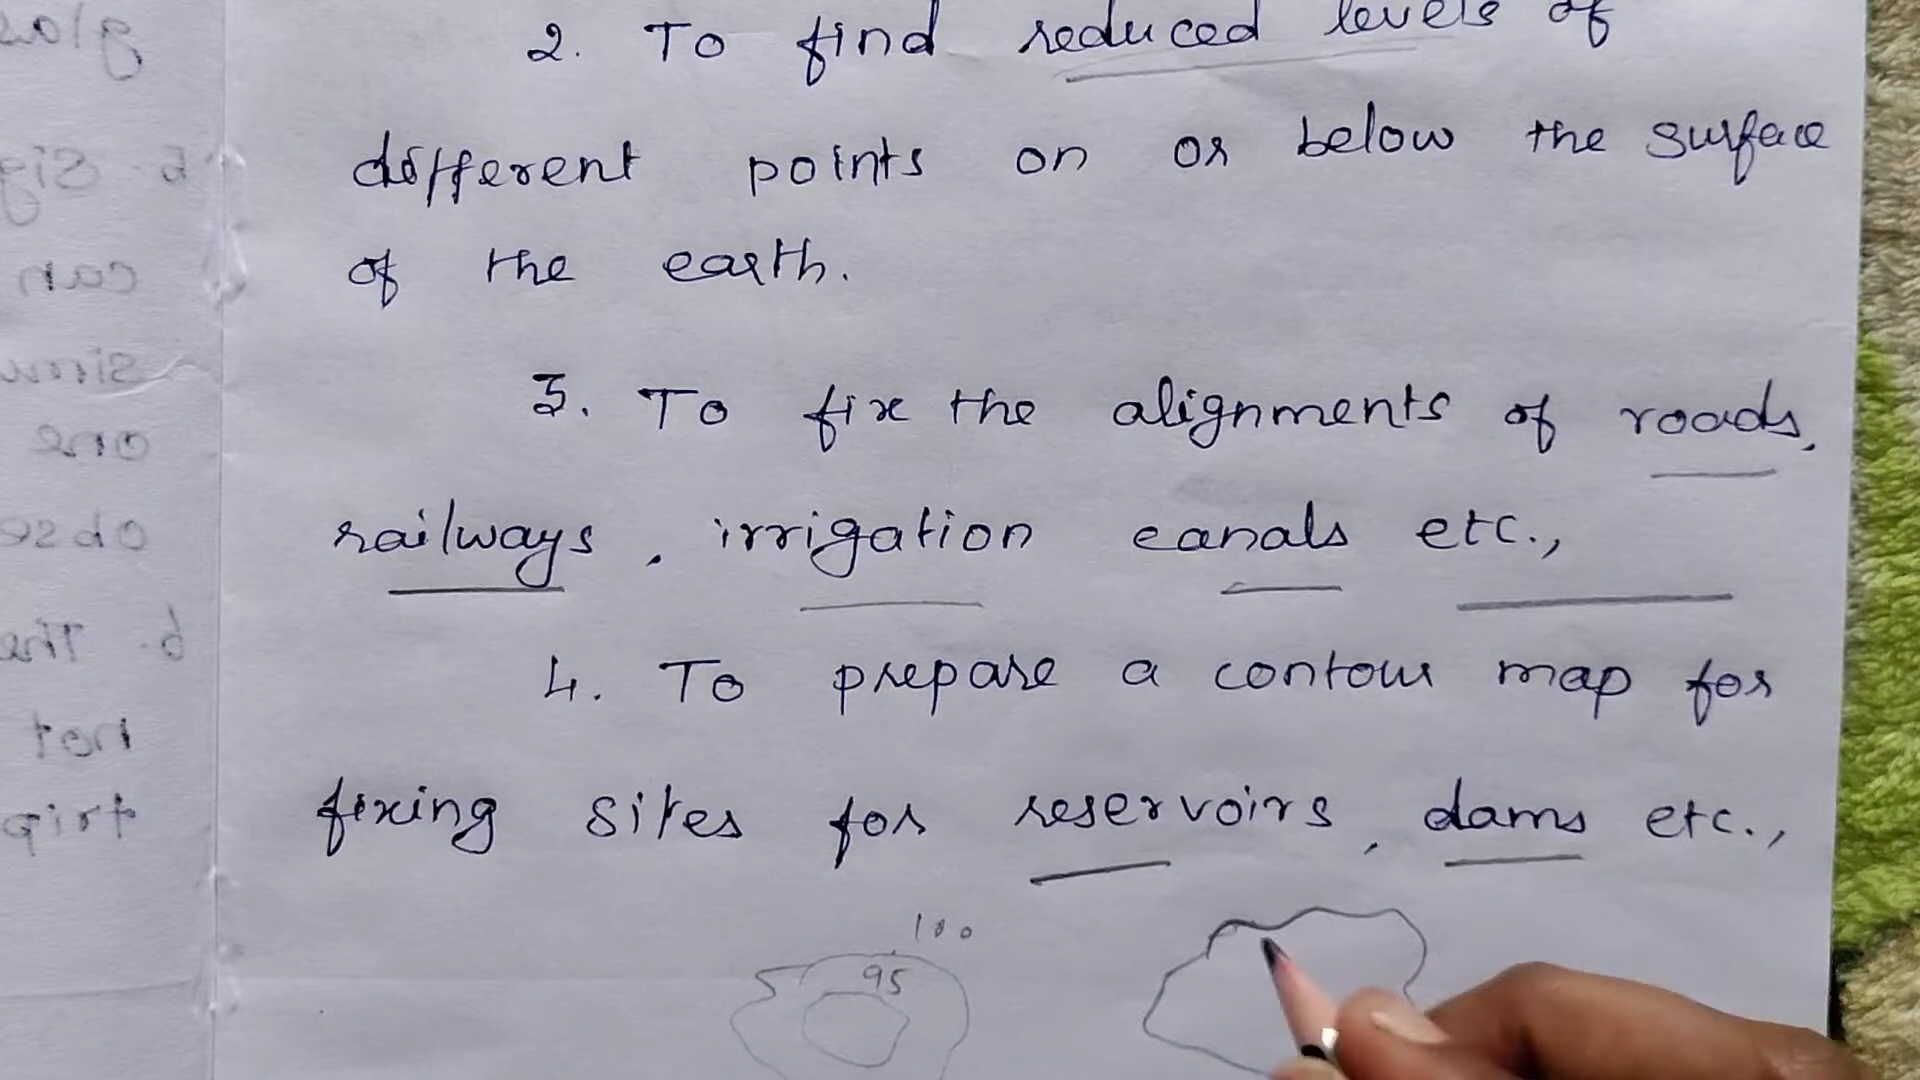 2. To find reduced levels of
different points on or below the surface
of the earth.
3. To fix the alignments of roads,
railways, irrigation canals etc.,
4. To prepare a contour map for
fixing sites for reservoirs, dams etc.,
100
95